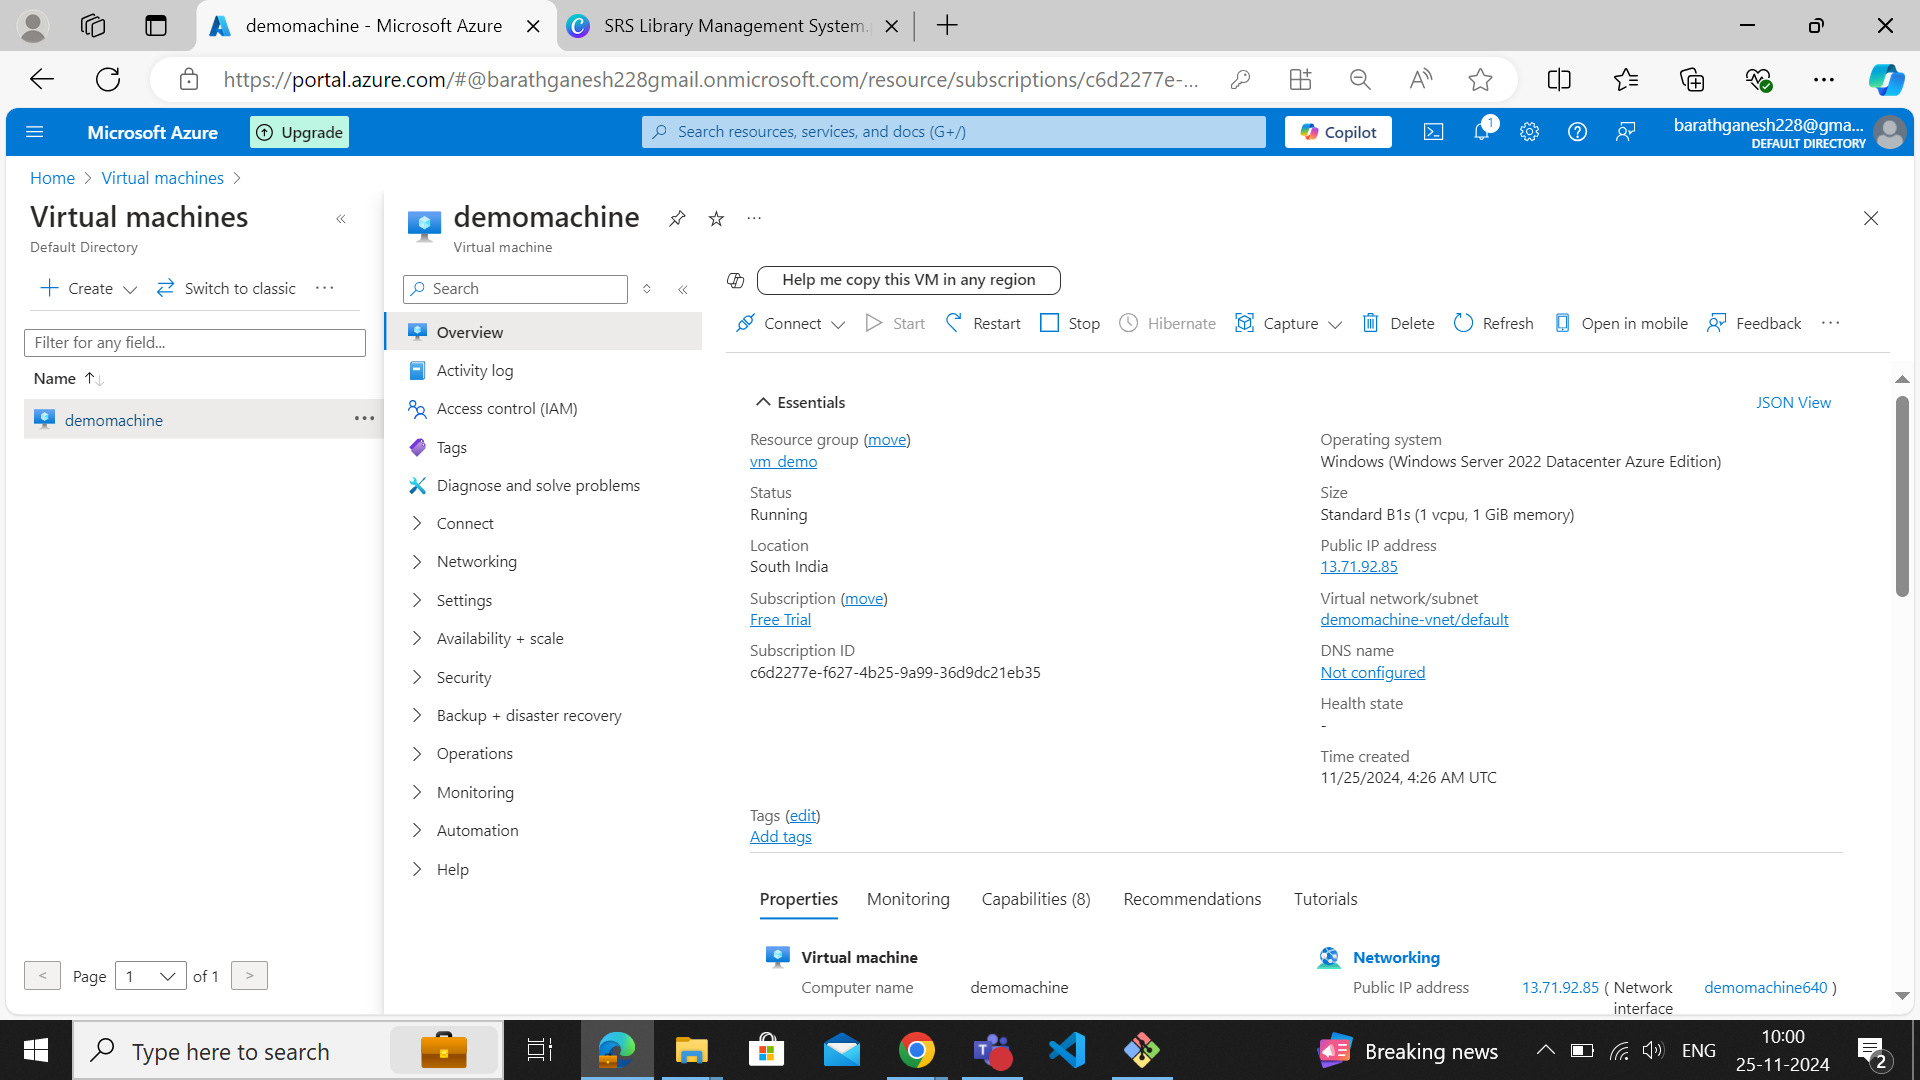 demomachine - Microsoft Azure
SRS Library Management System.
https://portal.azure.com/#@barathganesh228gmail.onmicrosoft.com/resource/subscriptions/c6d2277e-...
Microsoft Azure
Upgrade
Search resources, services, and docs (G+/)
Copilot
1
barathganesh228@gma...
DEFAULT DIRECTORY
Home > Virtual machines >
Virtual machines
Default Directory
Create
Switch to classic
Filter for any field...
Name
demomachine
< Page 1 of 1 >
demomachine
Virtual machine
Search
Overview
Activity log
Access control (IAM)
Tags
Diagnose and solve problems
Connect
Networking
Settings
Availability + scale
Security
Backup + disaster recovery
Operations
Monitoring
Automation
Help
Help me copy this VM in any region
Connect Start Restart Stop Hibernate Capture Delete Refresh Open in mobile Feedback
Essentials
JSON View
Resource group (move)
vm_demo
Status
Running
Location
South India
Subscription (move)
Free Trial
Subscription ID
c6d2277e-f627-4b25-9a99-36d9dc21eb35
Operating system
Windows (Windows Server 2022 Datacenter Azure Edition)
Size
Standard B1s (1 vcpu, 1 GiB memory)
Public IP address
13.71.92.85
Virtual network/subnet
demomachine-vnet/default
DNS name
Not configured
Health state
-
Time created
11/25/2024, 4:26 AM UTC
Tags (edit)
Add tags
Properties Monitoring Capabilities (8) Recommendations Tutorials
Virtual machine
Computer name demomachine
Networking
Public IP address 13.71.92.85 ( Network interface demomachine640 )
Type here to search
Breaking news
ENG
10:00
25-11-2024
2